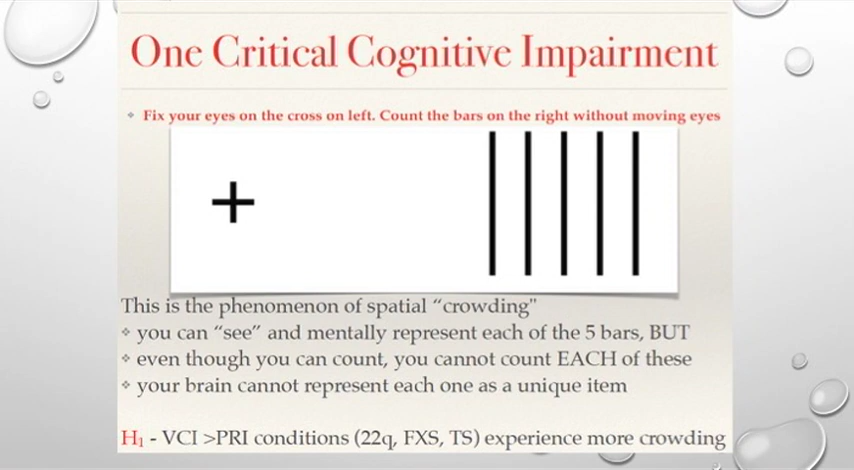 One Critical Cognitive Impairment
Fix your eyes on the cross on left. Count the bars on the right without moving eyes
This is the phenomenon of spatial “crowding"
you can “see” and mentally represent each of the 5 bars, BUT
even though you can count, you cannot count EACH of these
your brain cannot represent each one as a unique item
H₁ - VCI >PRI conditions (22q, FXS, TS) experience more crowding